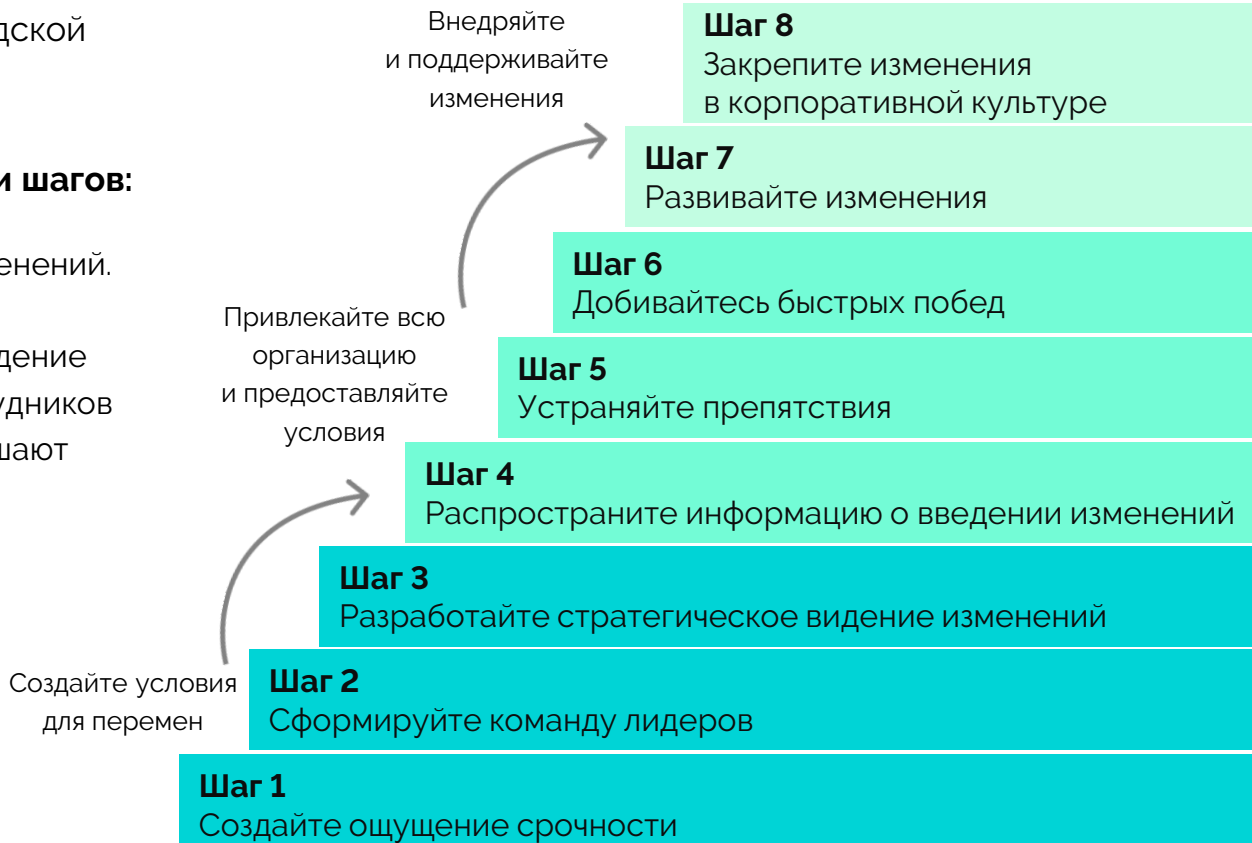 дской
и шагов:
енений.
дение
удников
шают
Внедряйте
и поддерживайте
изменения
Шаг 8
Закрепите изменения
в корпоративной культуре
Шаг 7
Развивайте изменения
Шаг 6
Добивайтесь быстрых побед
Привлекайте всю
организацию
и предоставляйте
условия
Шаг 5
Устраняйте препятствия
Шаг 4
Распространите информацию о введении изменений
Шаг 3
Разработайте стратегическое видение изменений
Создайте условия
для перемен
Шаг 2
Сформируйте команду лидеров
Шаг 1
Создайте ощущение срочности